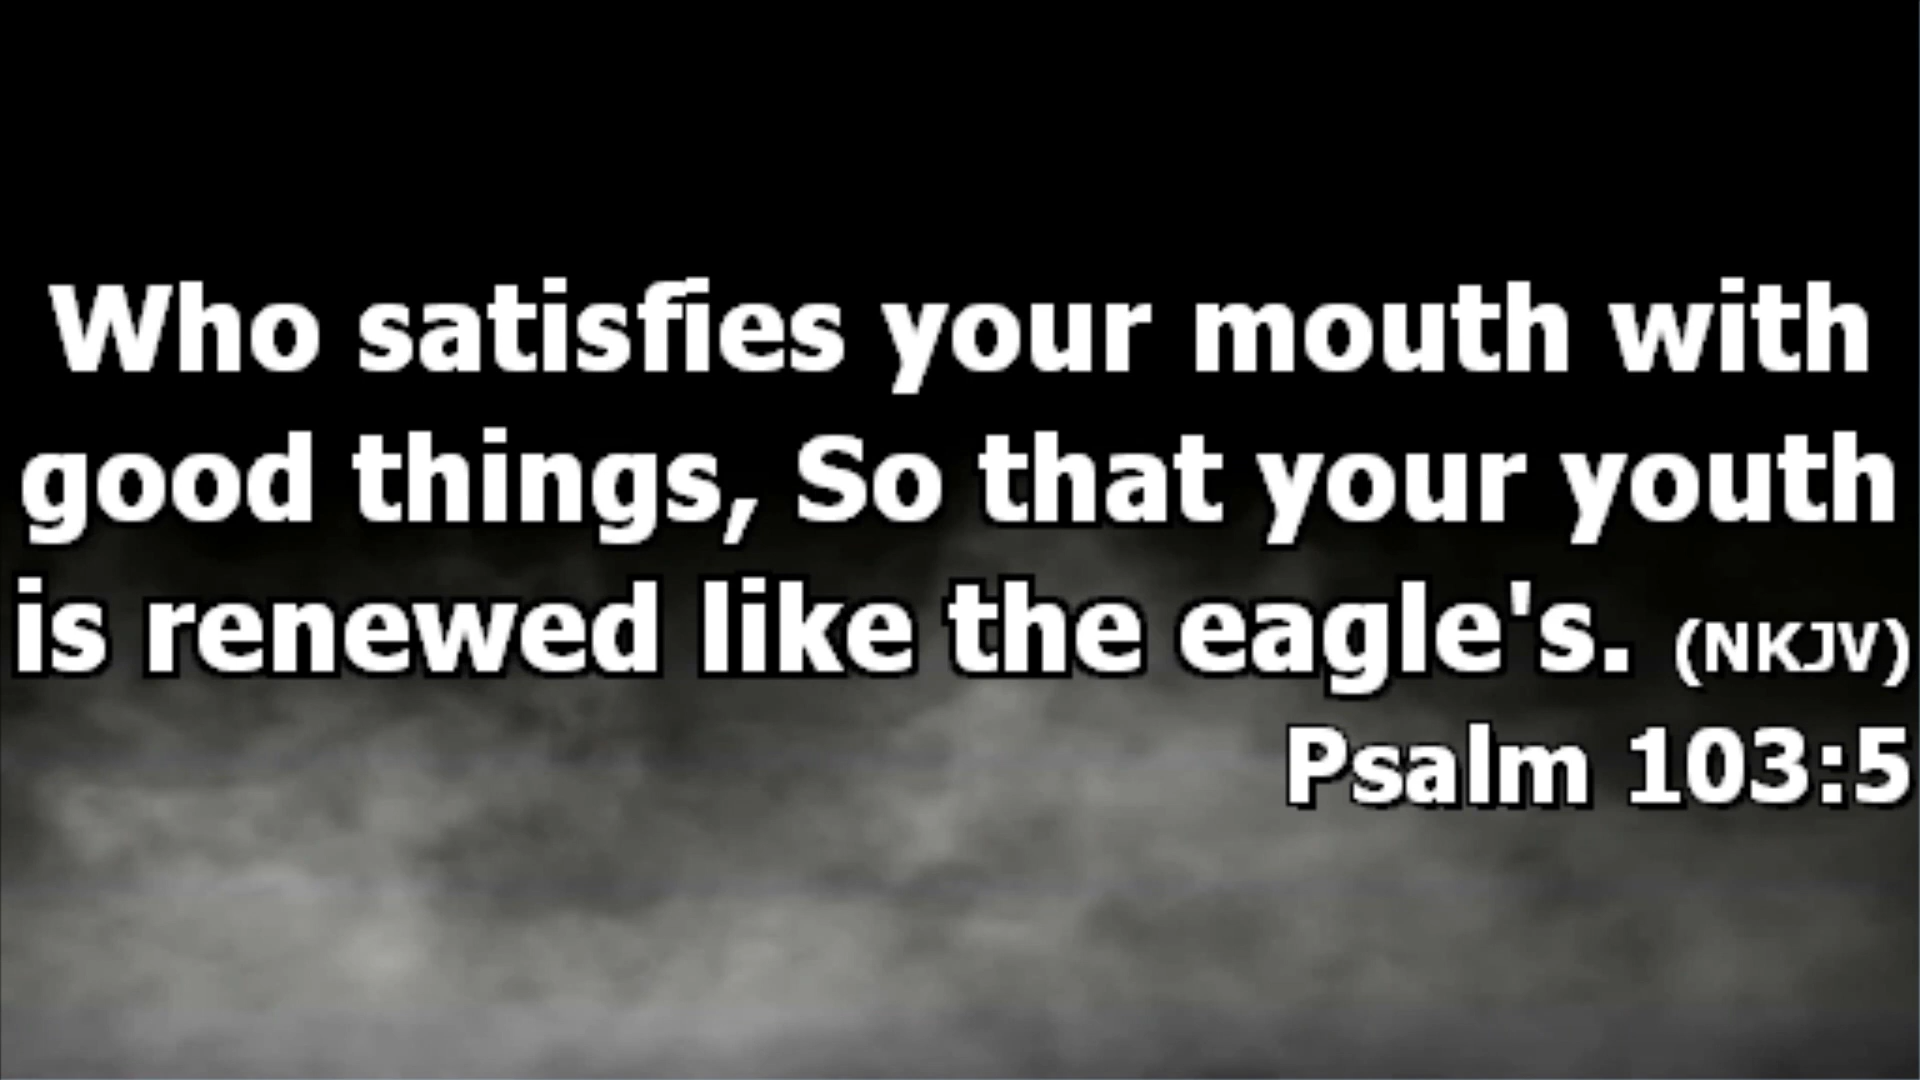 Who satisfies your mouth with
good things, So that your youth
is renewed like the eagle's. (NKJV)
Psalm 103:5